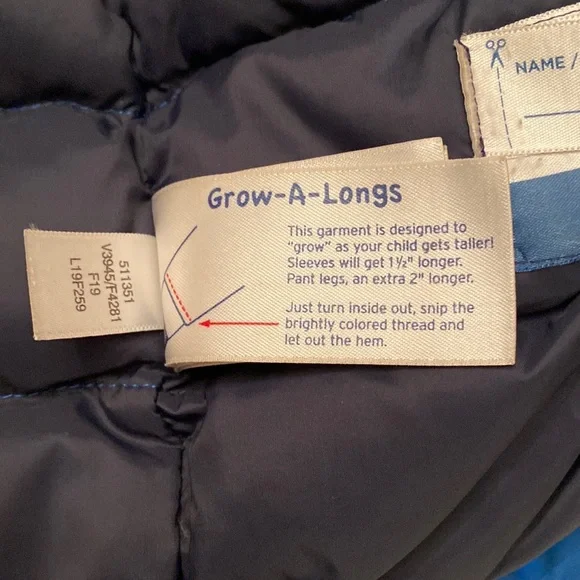 NAME /
Grow-A-Longs
This garment is designed to
"grow" as your child gets taller!
Sleeves will get 1½" longer.
Pant legs, an extra 2" longer.
Just turn inside out, snip the
brightly colored thread and
let out the hem.
511351
V3945/F4281
F19
L19F259